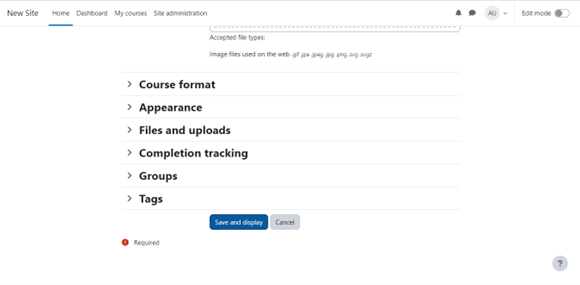 New Site Home Dashboard My courses Site administration AU Edit mode
Accepted file types:
Image files used on the web .gif .jpe .jpeg .jpg .png .svg .svgz
Course format
Appearance
Files and uploads
Completion tracking
Groups
Tags
Save and display Cancel
Required
?